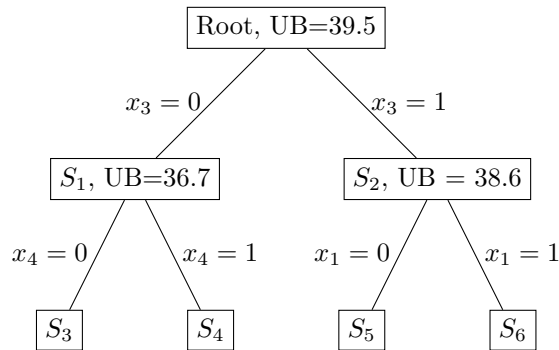 Root, UB=39.5
x₃ = 0
x₃ = 1
S₁, UB=36.7
S₂, UB = 38.6
x₄ = 0
x₄ = 1
x₁ = 0
x₁ = 1
S₃
S₄
S₅
S₆